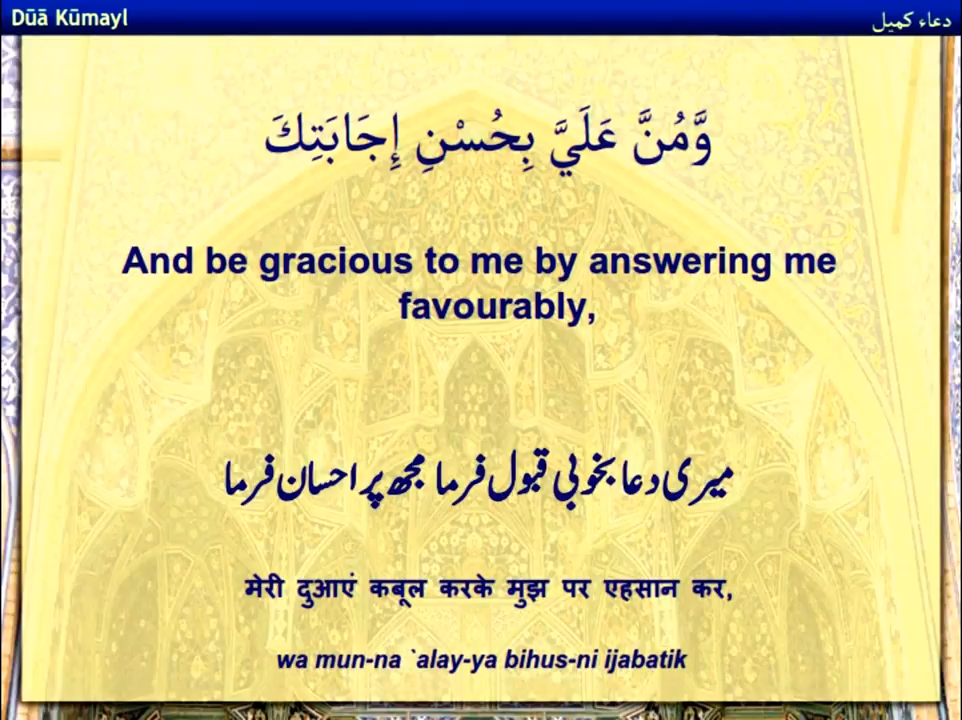 Dūā Kūmayl
دعاء كميل
وَّمُنَّ عَلَيَّ بِحُسْنِ إِجَابَتِكَ
And be gracious to me by answering me
favourably,
میری دعا بخوبی قبول فرما مجھ پر احسان فرما
मेरी दुआएं कबूल करके मुझ पर एहसान कर,
wa mun-na `alay-ya bihus-ni ijabatik